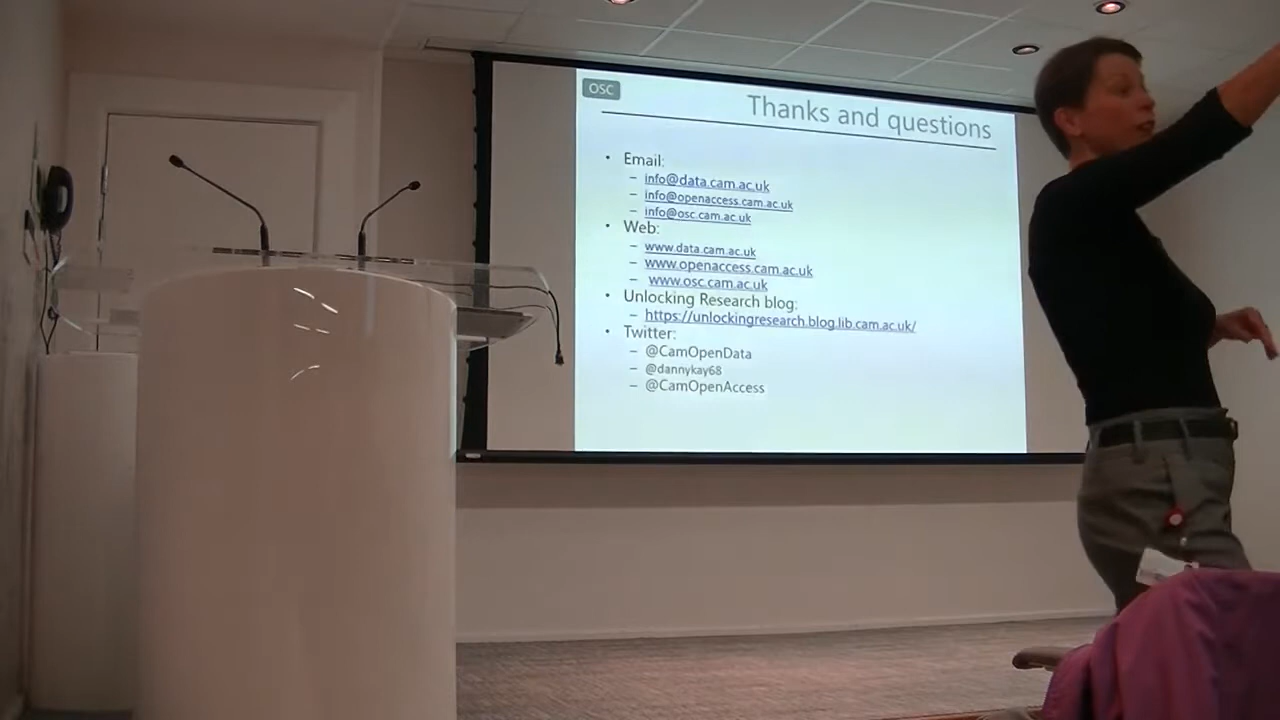 OSC
Thanks and questions
• Email:
– info@data.cam.ac.uk
– info@openaccess.cam.ac.uk
– info@osc.cam.ac.uk
• Web:
– www.data.cam.ac.uk
– www.openaccess.cam.ac.uk
– www.osc.cam.ac.uk
• Unlocking Research blog:
– https://unlockingresearch.blog.lib.cam.ac.uk/
• Twitter:
– @CamOpenData
– @dannykay68
– @CamOpenAccess